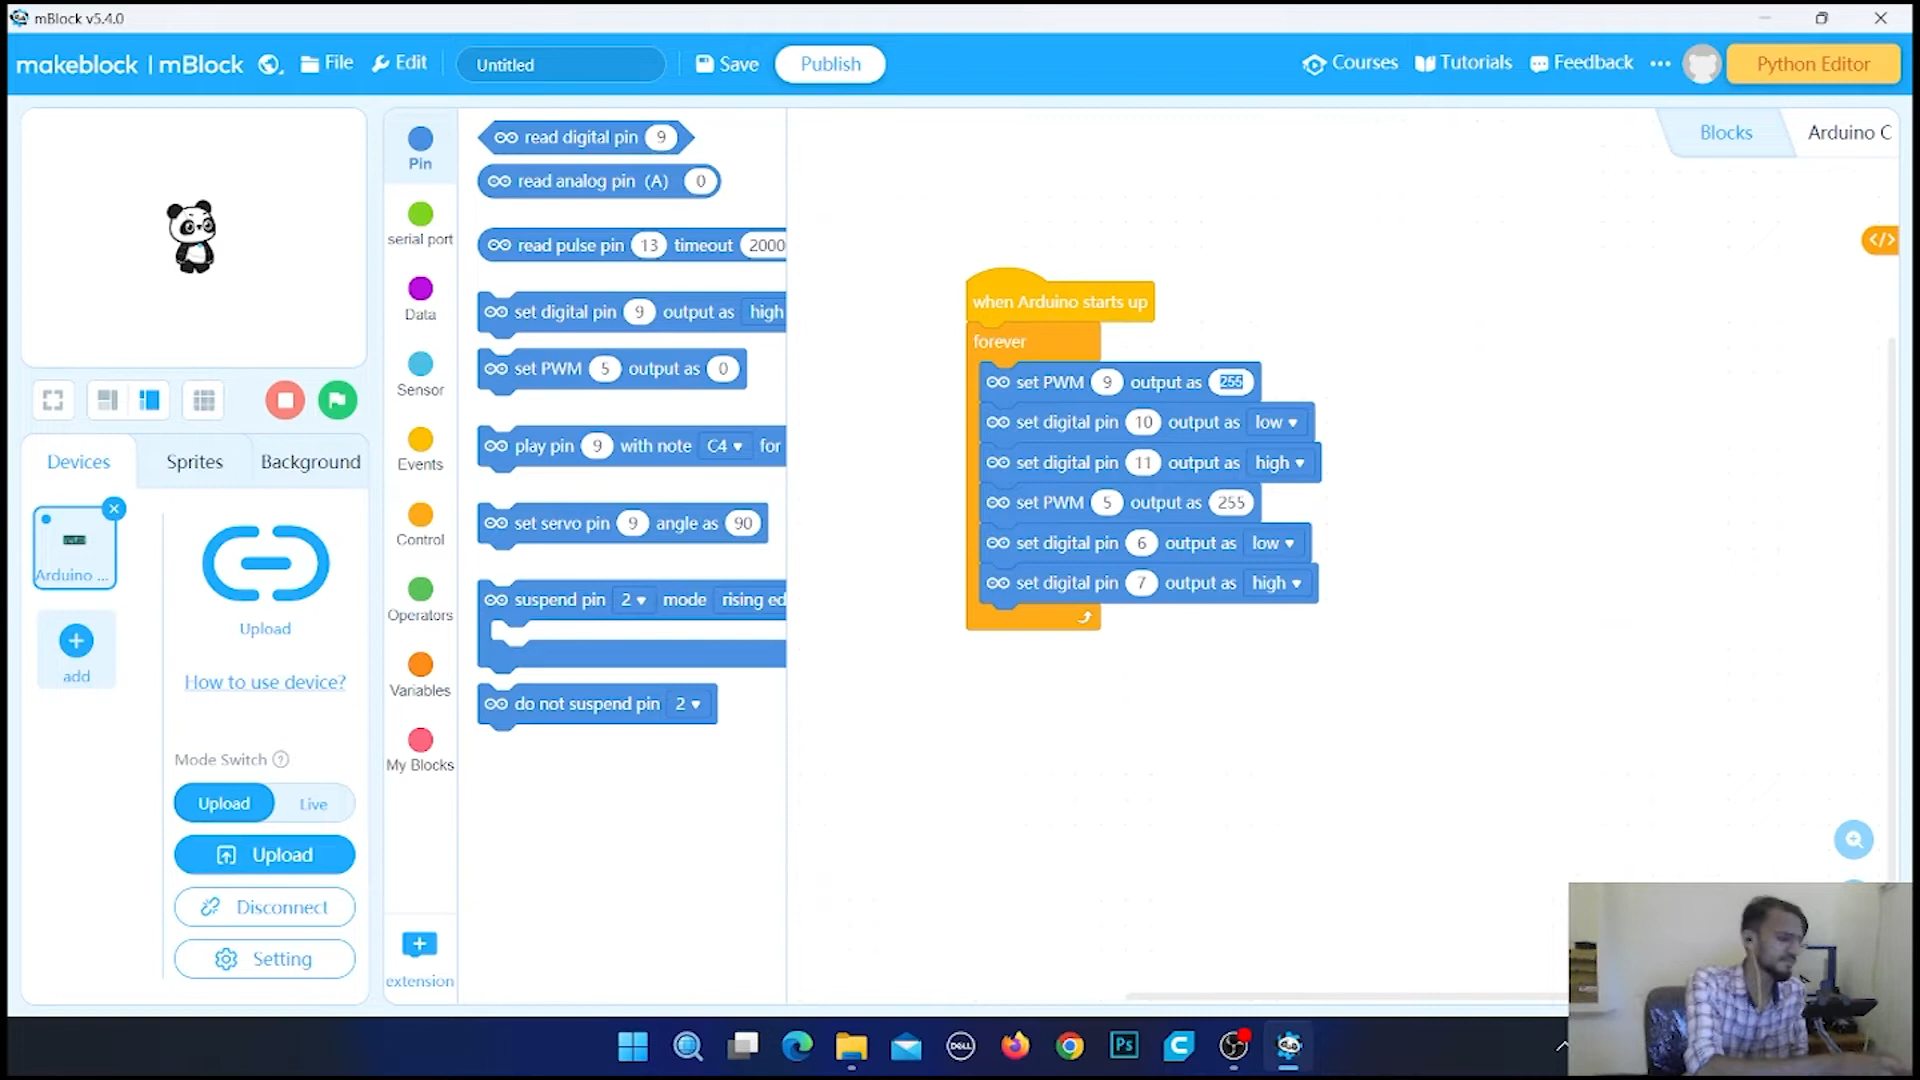 mBlock v5.4.0
makeblock | mBlock
File
Edit
Untitled
Save
Publish
Courses
Tutorials
Feedback
Python Editor
Devices
Sprites
Background
Arduino ...
add
Upload
How to use device?
Mode Switch ?
Upload
Live
Upload
Disconnect
Setting
Pin
serial port
Data
Sensor
Events
Control
Operators
Variables
My Blocks
extension
read digital pin 9
read analog pin (A) 0
read pulse pin 13 timeout 2000
set digital pin 9 output as high
set PWM 5 output as 0
play pin 9 with note C4 for
set servo pin 9 angle as 90
suspend pin 2 mode rising ed
do not suspend pin 2
Blocks
Arduino C
</>
when Arduino starts up
forever
set PWM 9 output as 255
set digital pin 10 output as low
set digital pin 11 output as high
set PWM 5 output as 255
set digital pin 6 output as low
set digital pin 7 output as high
DELL
Ps